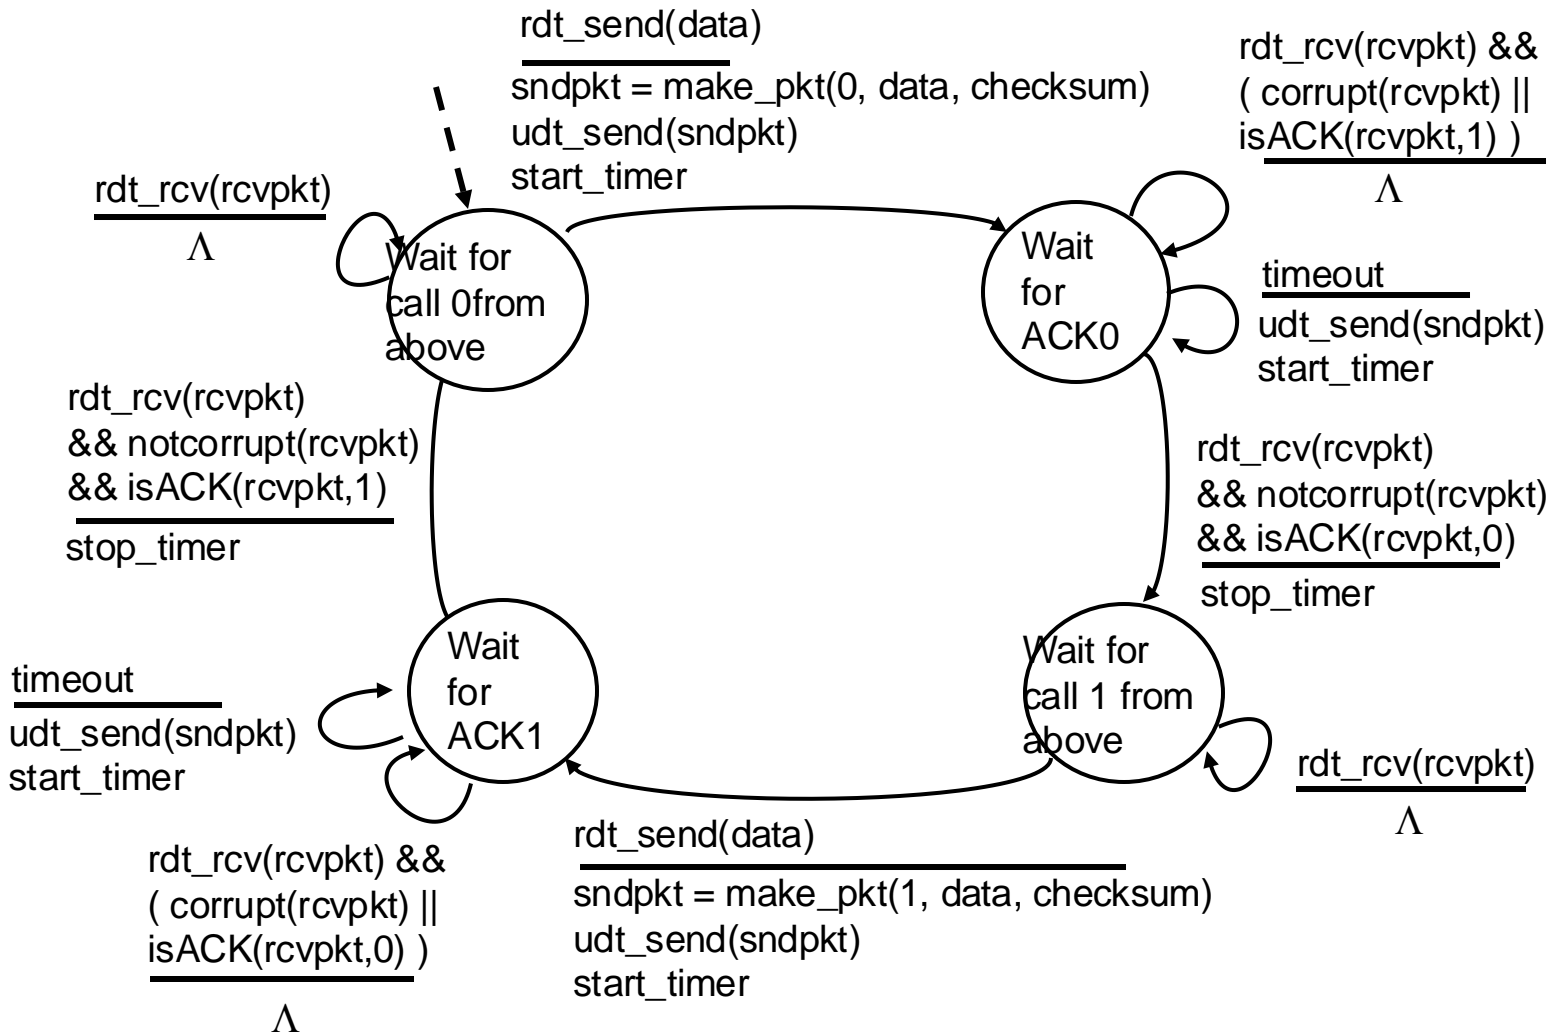 rdt_send(data)
sndpkt = make_pkt(0, data, checksum)
udt_send(sndpkt)
start_timer
rdt_rcv(rcvpkt) &&
( corrupt(rcvpkt) ||
isACK(rcvpkt,1) )
Λ
rdt_rcv(rcvpkt)
Λ
Wait for
call 0from
above
Wait
for
ACK0
timeout
udt_send(sndpkt)
start_timer
rdt_rcv(rcvpkt)
&& notcorrupt(rcvpkt)
&& isACK(rcvpkt,1)
stop_timer
rdt_rcv(rcvpkt)
&& notcorrupt(rcvpkt)
&& isACK(rcvpkt,0)
stop_timer
Wait
for
ACK1
Wait for
call 1 from
above
timeout
udt_send(sndpkt)
start_timer
rdt_rcv(rcvpkt)
Λ
rdt_rcv(rcvpkt) &&
( corrupt(rcvpkt) ||
isACK(rcvpkt,0) )
Λ
rdt_send(data)
sndpkt = make_pkt(1, data, checksum)
udt_send(sndpkt)
start_timer